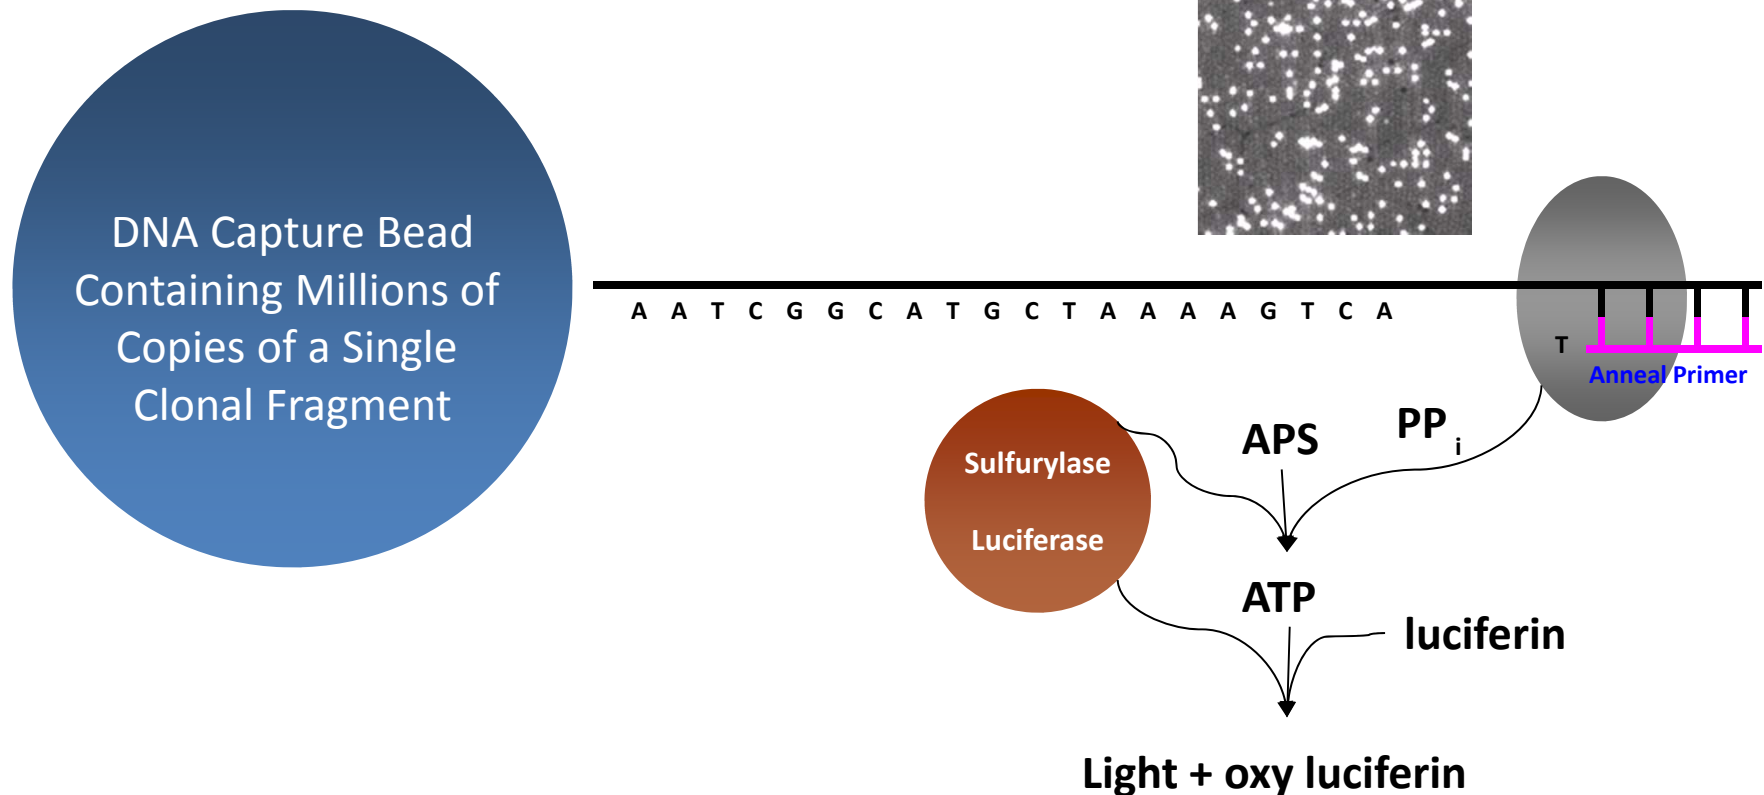 DNA Capture Bead
Containing Millions of
Copies of a Single
Clonal Fragment
A A T C G G C A T G C T A A A A G T C A
T
Anneal Primer
Sulfurylase
Luciferase
APS
PP i
ATP
luciferin
Light + oxy luciferin